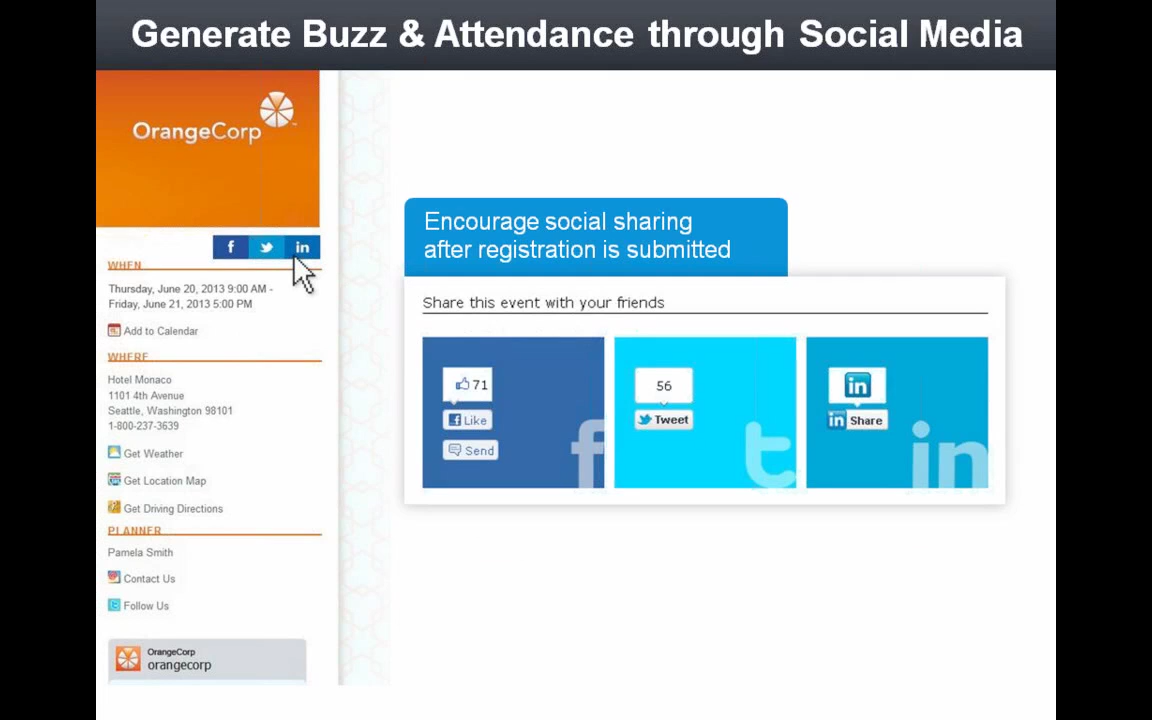 Generate Buzz & Attendance through Social Media
OrangeCorp
f
in
WHEN
Thursday, June 20, 2013 9:00 AM -
Friday, June 21, 2013 5:00 PM
Add to Calendar
WHERE
Hotel Monaco
1101 4th Avenue
Seattle, Washington 98101
1-800-237-3639
Get Weather
Get Location Map
Get Driving Directions
PLANNER
Pamela Smith
Contact Us
Follow Us
OrangeCorp
orangecorp
Encourage social sharing
after registration is submitted
Share this event with your friends
71
Like
Send
f
56
Tweet
t
in
in Share
in